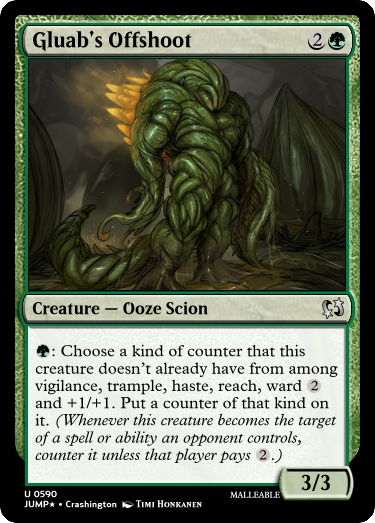 Gluab's Offshoot 2
Creature — Ooze Scion
: Choose a kind of counter that this
creature doesn't already have from among
vigilance, trample, haste, reach, ward 2
and +1/+1. Put a counter of that kind on
it. (Whenever this creature becomes the target
of a spell or ability an opponent controls,
counter it unless that player pays 2.)
3/3
U 0590
MALLEABLE
JUMP★ • Crashington Timi Honkanen